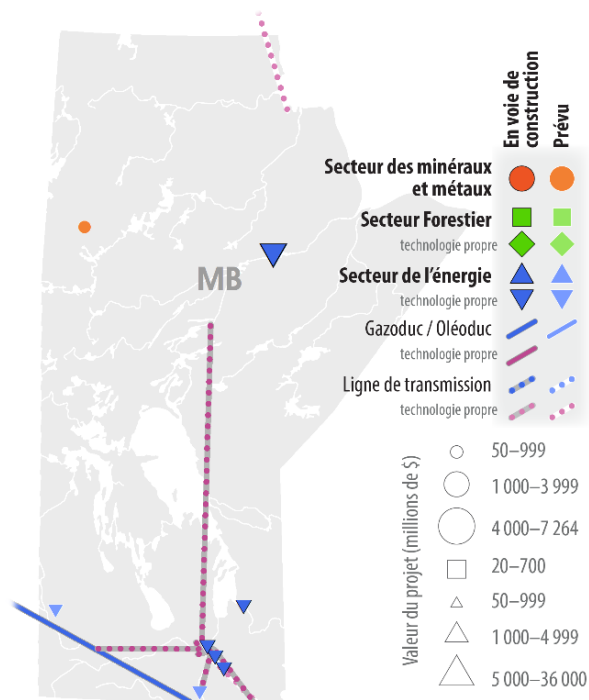 MB
En voie de
construction
Prévu
Secteur des minéraux
et métaux
Secteur Forestier
technologie propre
Secteur de l'énergie
technologie propre
Gazoduc / Oléoduc
technologie propre
Ligne de transmission
technologie propre
Valeur du projet (millions de $)
50–999
1 000–3 999
4 000–7 264
20–700
50–999
1 000–4 999
5 000–36 000